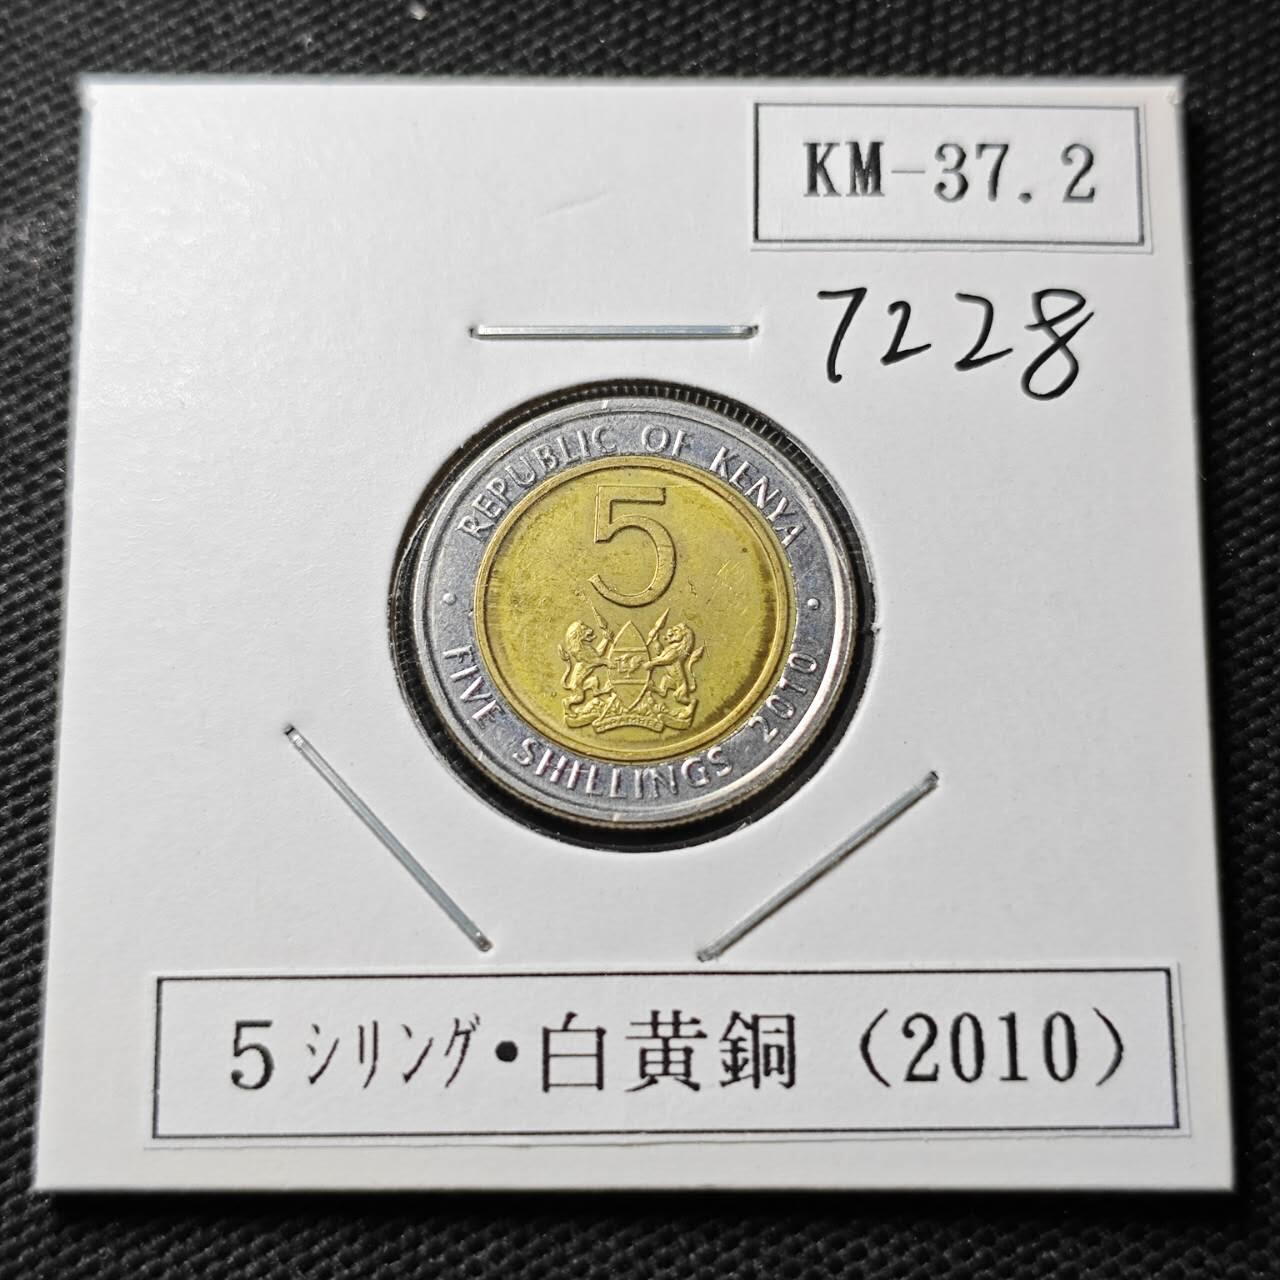 KM-37.2
7228
REPUBLIC OF KENYA
5
FIVE SHILLINGS 2010
5シリング・白黄銅（2010）